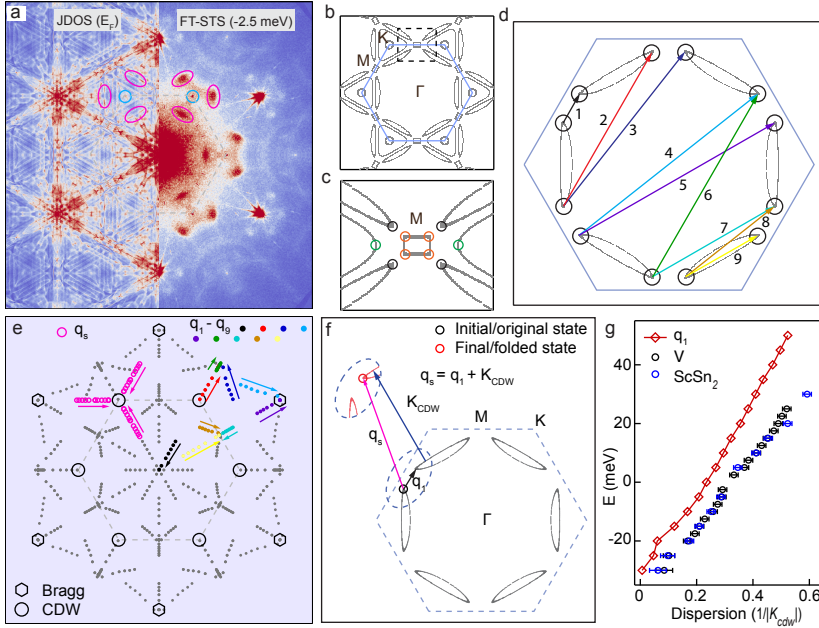 a
JDOS (E_F)
FT-STS (-2.5 meV)
b
K
M
Γ
c
M
d
1
2
3
4
5
6
7
8
9
e
q_s
q_1 - q_9
Bragg
CDW
f
Initial/original state
Final/folded state
q_s = q_1 + K_CDW
K_CDW
M
K
q_s
q_1
Γ
g
q_1
V
ScSn_2
E (meV)
40
20
0
-20
0
0.2
0.4
0.6
Dispersion (1/|K_cdw|)